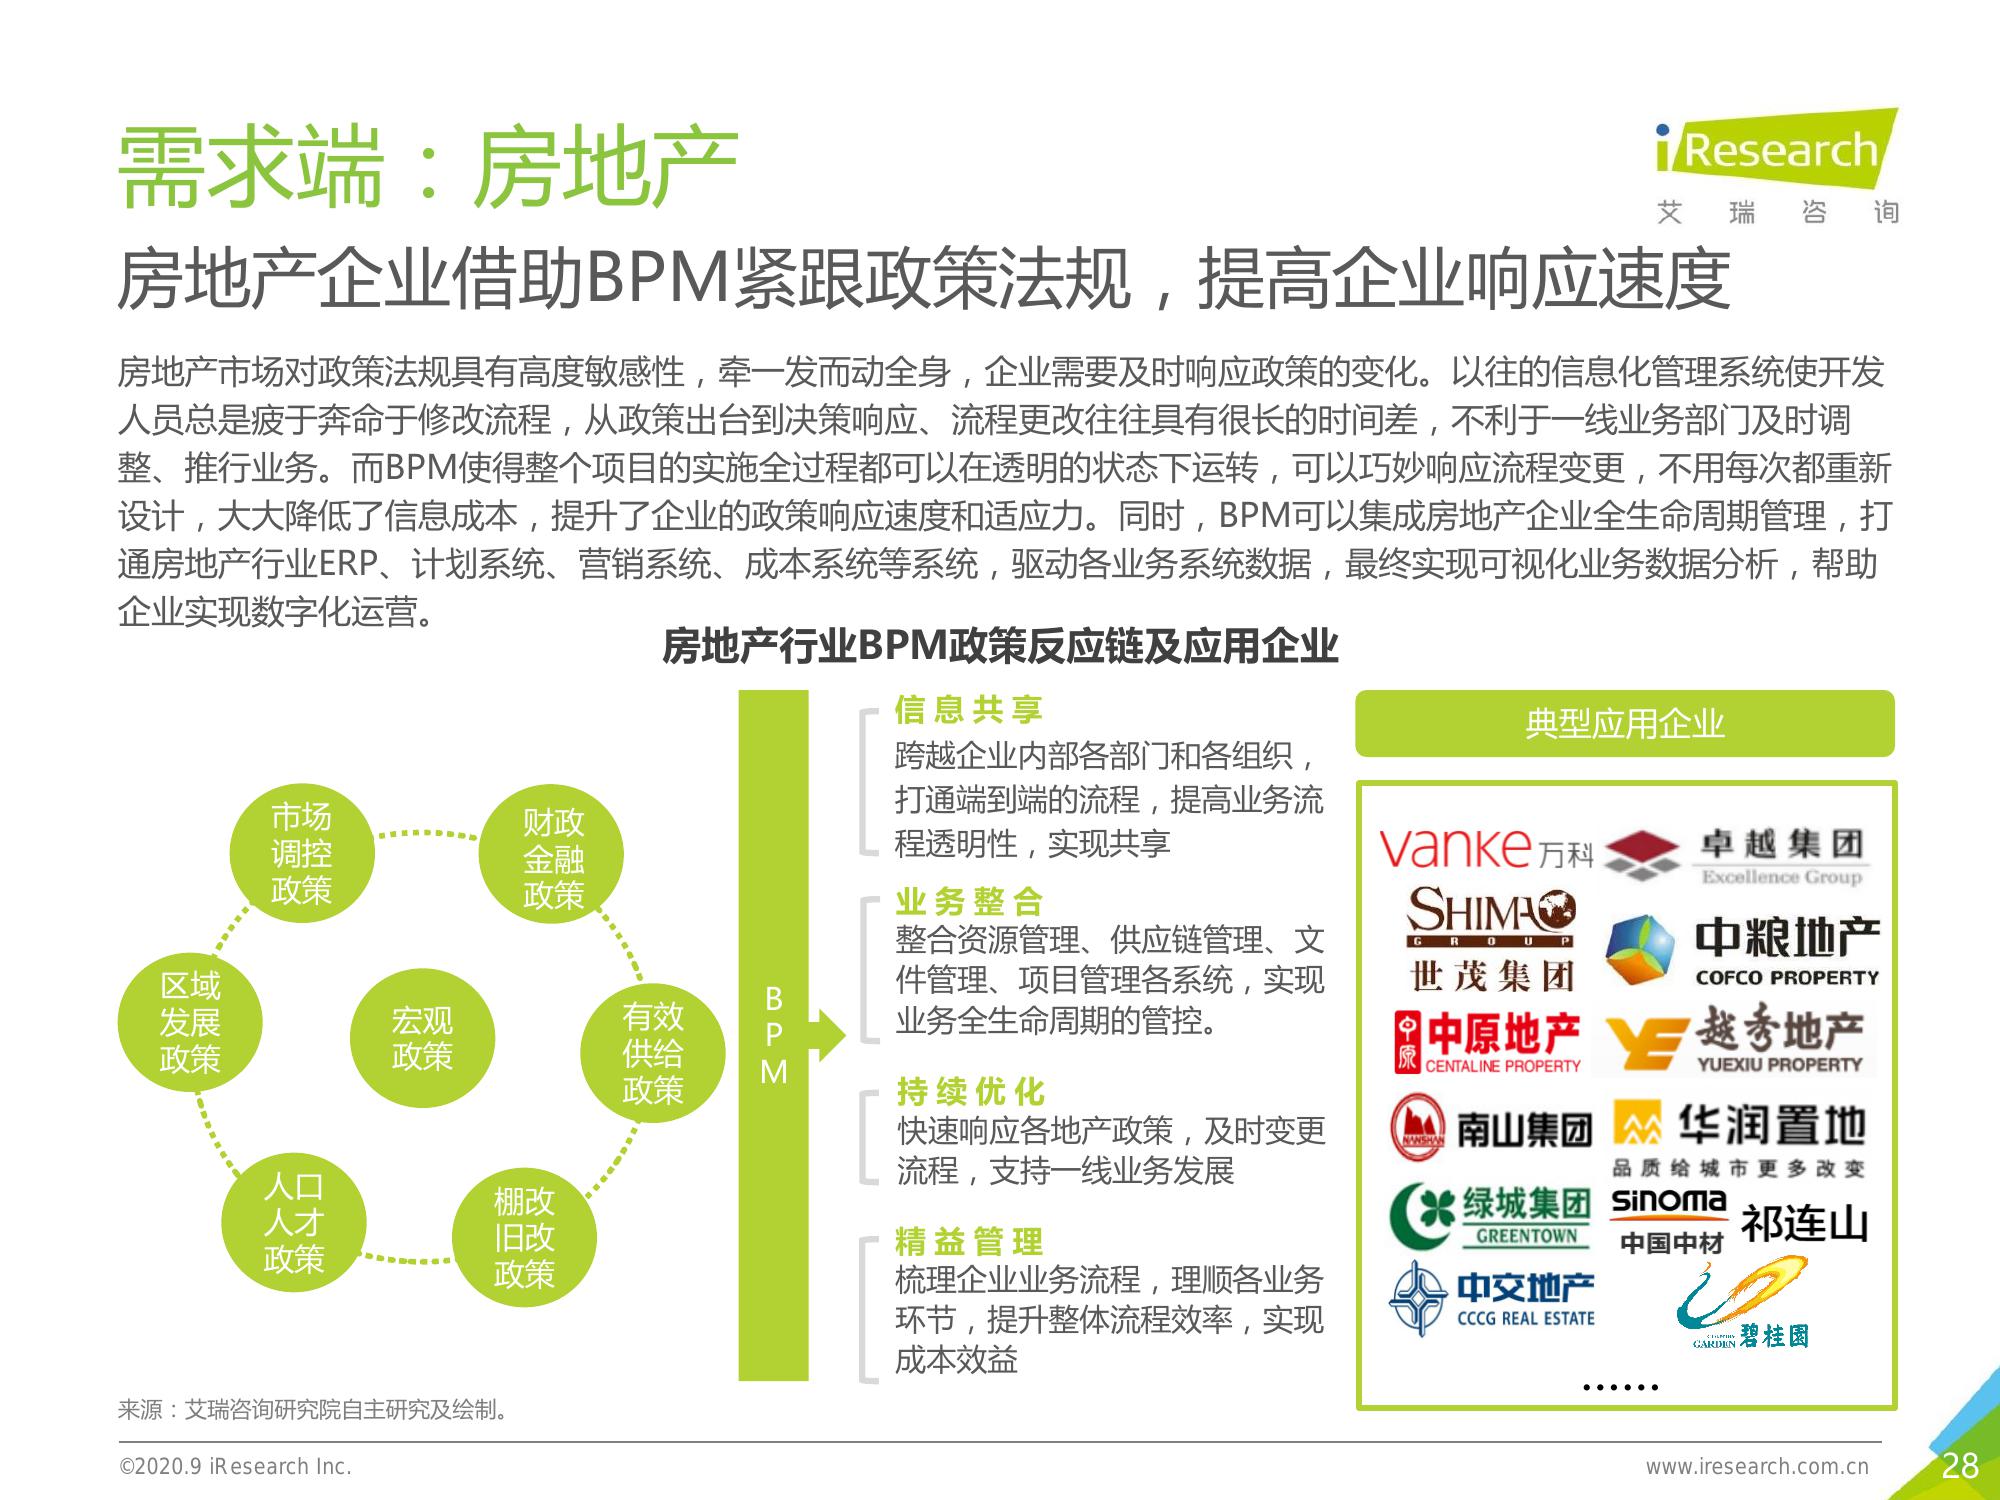 需求端：房地产
iResearch
艾瑞咨询
房地产企业借助BPM紧跟政策法规，提高企业响应速度
房地产市场对政策法规具有高度敏感性，牵一发而动全身，企业需要及时响应政策的变化。以往的信息化管理系统使开发
人员总是疲于奔命于修改流程，从政策出台到决策响应、流程更改往往具有很长的时间差，不利于一线业务部门及时调
整、推行业务。而BPM使得整个项目的实施全过程都可以在透明的状态下运转，可以巧妙响应流程变更，不用每次都重新
设计，大大降低了信息成本，提升了企业的政策响应速度和适应力。同时，BPM可以集成房地产企业全生命周期管理，打
通房地产行业ERP、计划系统、营销系统、成本系统等系统，驱动各业务系统数据，最终实现可视化业务数据分析，帮助
企业实现数字化运营。
房地产行业BPM政策反应链及应用企业
市场
调控
政策
财政
金融
政策
区域
发展
政策
宏观
政策
有效
供给
政策
人口
人才
政策
棚改
旧改
政策
B
P
M
信息共享
跨越企业内部各部门和各组织，
打通端到端的流程，提高业务流
程透明性，实现共享
业务整合
整合资源管理、供应链管理、文
件管理、项目管理各系统，实现
业务全生命周期的管控。
持续优化
快速响应各地产政策，及时变更
流程，支持一线业务发展
精益管理
梳理企业业务流程，理顺各业务
环节，提升整体流程效率，实现
成本效益
典型应用企业
vanke 万科
卓越集团
Excellence Group
SHIMAO
GROUP
世茂集团
中粮地产
COFCO PROPERTY
中原
中原地产
CENTALINE PROPERTY
越秀地产
YUEXIU PROPERTY
NANSHAN
南山集团
华润置地
品质给城市更多改变
绿城集团
GREENTOWN
sinoma
中国中材
祁连山
中交地产
CCCG REAL ESTATE
GARDEN 碧桂园
······
来源：艾瑞咨询研究院自主研究及绘制。
©2020.9 iResearch Inc.
www.iresearch.com.cn
28